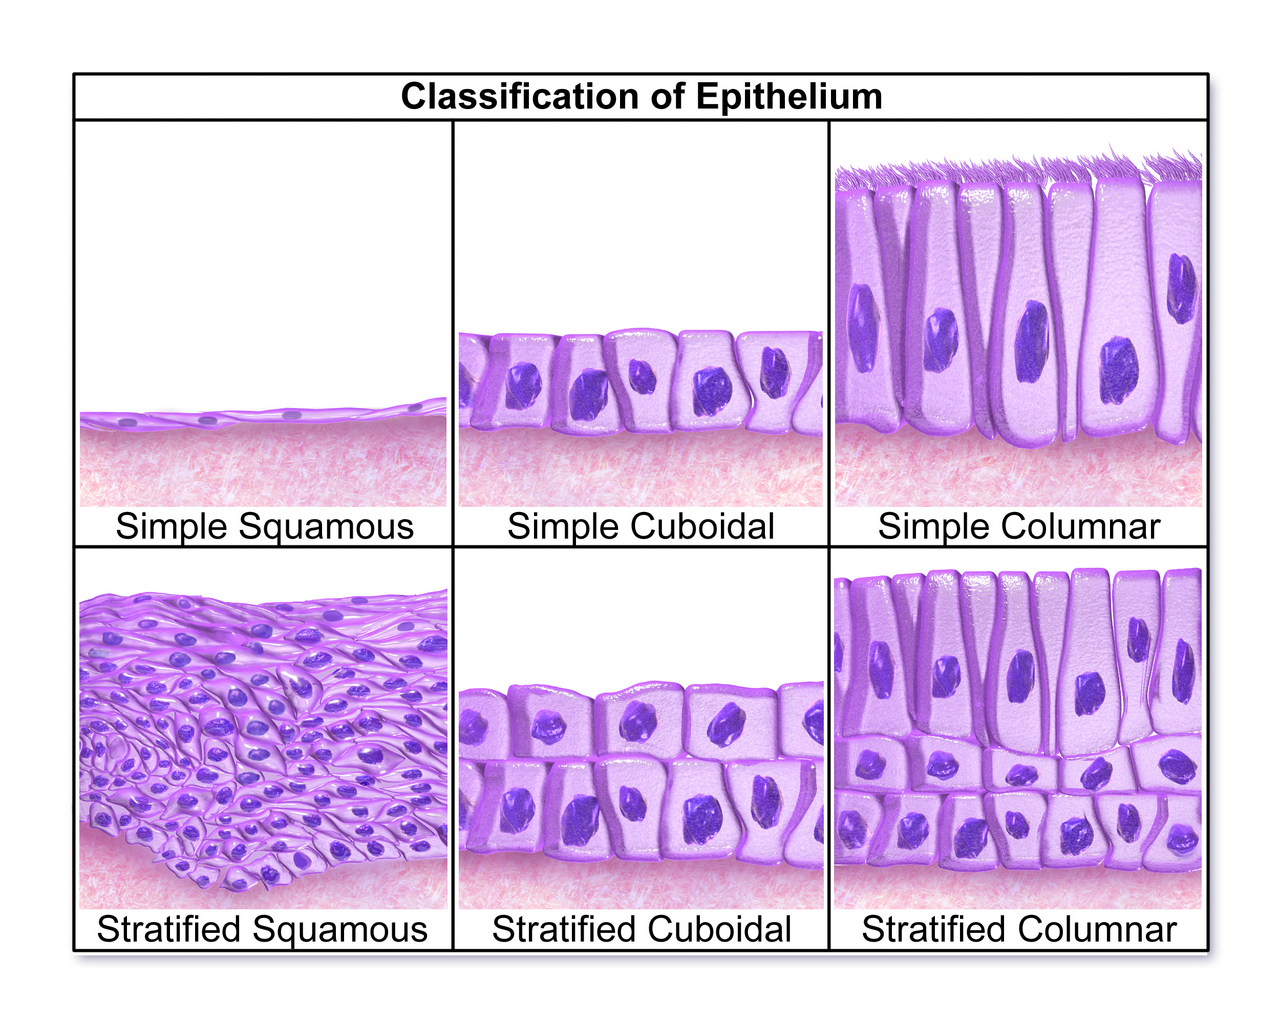 Classification of Epithelium
Simple Squamous
Simple Cuboidal
Simple Columnar
Stratified Squamous
Stratified Cuboidal
Stratified Columnar